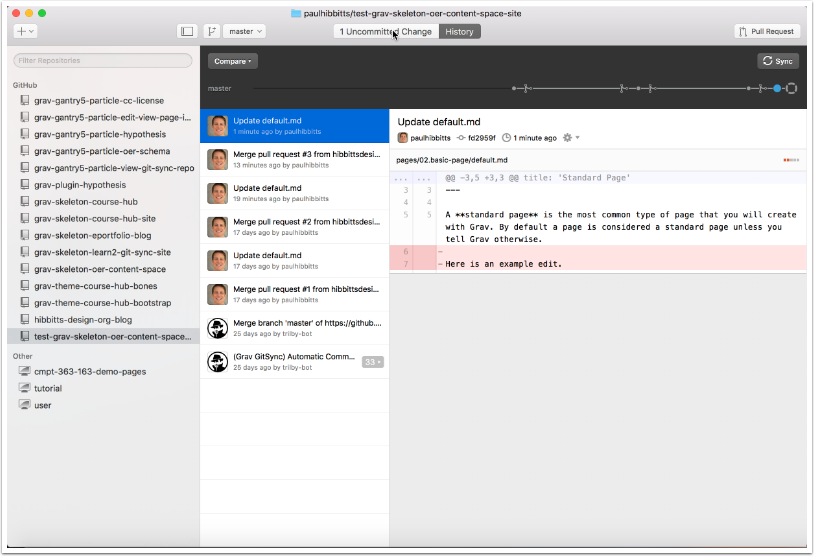 paulhibbitts/test-grav-skeleton-oer-content-space-site
master
1 Uncommitted Change
History
Pull Request
Filter Repositories
GitHub
grav-gantry5-particle-cc-license
grav-gantry5-particle-edit-view-page-i...
grav-gantry5-particle-hypothesis
grav-gantry5-particle-oer-schema
grav-gantry5-particle-view-git-sync-repo
grav-plugin-hypothesis
grav-skeleton-course-hub
grav-skeleton-course-hub-site
grav-skeleton-eportfolio-blog
grav-skeleton-learn2-git-sync-site
grav-skeleton-oer-content-space
grav-theme-course-hub-bones
grav-theme-course-hub-bootstrap
hibbitts-design-org-blog
test-grav-skeleton-oer-content-space...
Other
cmpt-363-163-demo-pages
tutorial
user
Compare
Sync
master
Update default.md
1 minute ago by paulhibbitts
Merge pull request #3 from hibbittsdesi...
13 minutes ago by paulhibbitts
Update default.md
19 minutes ago by paulhibbitts
Merge pull request #2 from hibbittsdesi...
17 days ago by paulhibbitts
Update default.md
17 days ago by paulhibbitts
Merge pull request #1 from hibbittsdesi...
17 days ago by paulhibbitts
Merge branch 'master' of https://github....
25 days ago by trilby-bot
(Grav GitSync) Automatic Comm...
25 days ago by trilby-bot
33 +
Update default.md
paulhibbitts fd2959f 1 minute ago
pages/02.basic-page/default.md
... ... @@ -3,5 +3,3 @@ title: 'Standard Page'
3 3 ---
4 4
5 5 A **standard page** is the most common type of page that you will create
with Grav. By default a page is considered a standard page unless you
tell Grav otherwise.
6 -
7 -Here is an example edit.